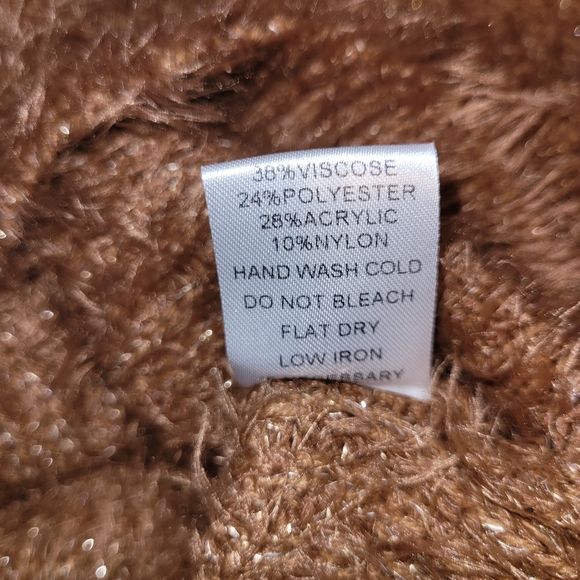 38%VISCOSE
24%POLYESTER
28%ACRYLIC
10%NYLON
HAND WASH COLD
DO NOT BLEACH
FLAT DRY
LOW IRON